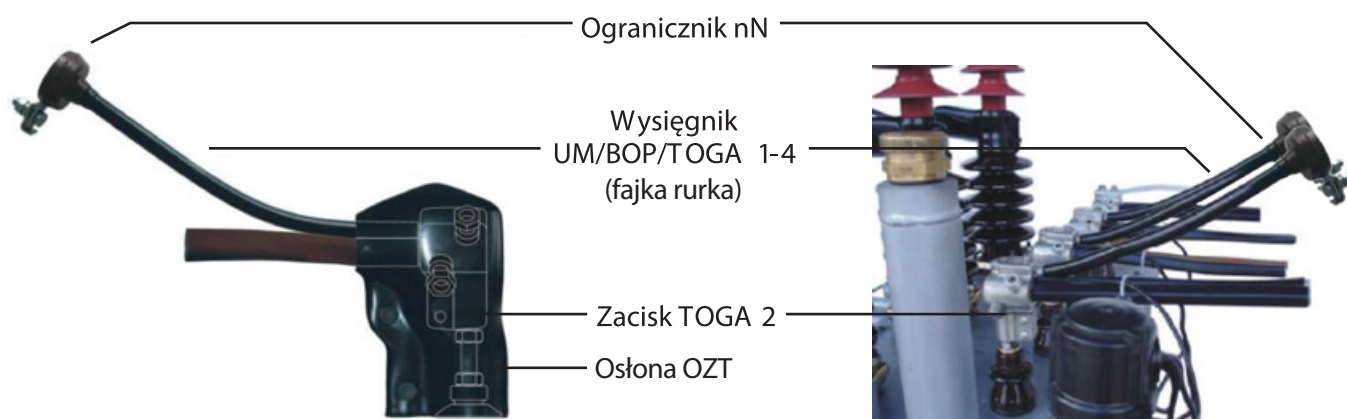 Ogranicznik nN
Wysięgnik
UM/BOP/TOGA 1-4
(fajka rurka)
Zacisk TOGA 2
Osłona OZT